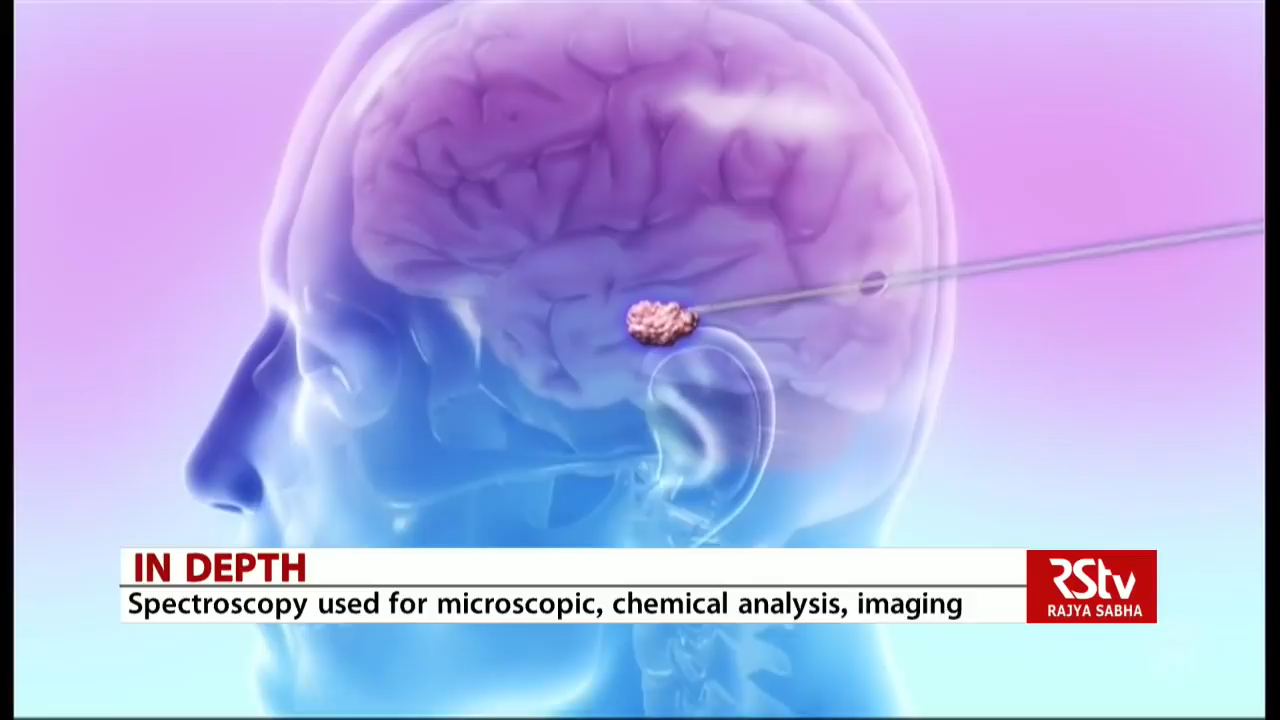 IN DEPTH
Spectroscopy used for microscopic, chemical analysis, imaging
RStv
RAJYA SABHA